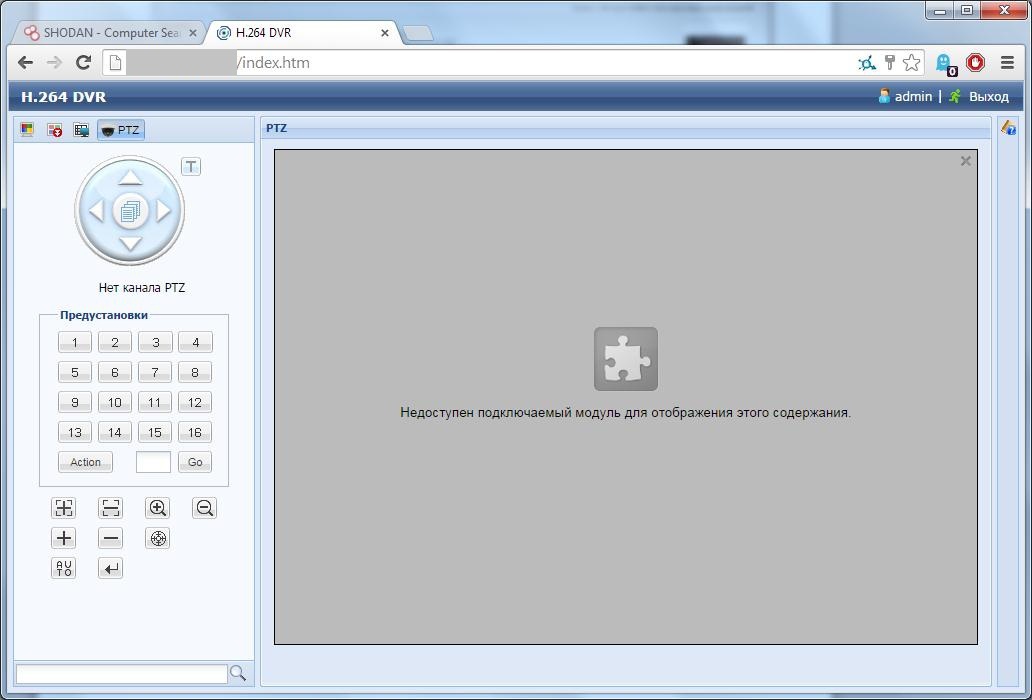 SHODAN - Computer Sea
H.264 DVR
/index.htm
H.264 DVR
admin | Выход
PTZ
PTZ
T
Нет канала PTZ
Предустановки
1 2 3 4
5 6 7 8
9 10 11 12
13 14 15 16
Action Go
AUTO
Недоступен подключаемый модуль для отображения этого содержания.
0